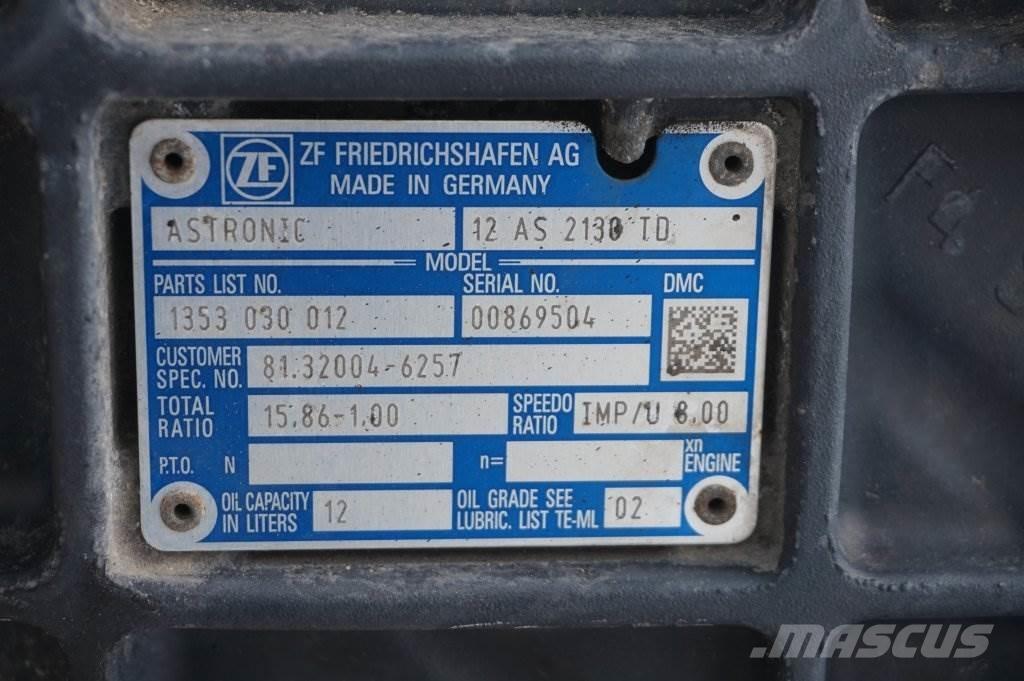 ZF ZF FRIEDRICHSHAFEN AG
MADE IN GERMANY
ASTRONIC 12 AS 2130 TD
MODEL
PARTS LIST NO. SERIAL NO. DMC
1353 030 012 00869504
CUSTOMER
SPEC. NO. 81.32004-6257
TOTAL
RATIO 15.86-1.00 SPEEDO
RATIO IMP/U 8.00
P.T.O. N n= xn
ENGINE
OIL CAPACITY
IN LITERS 12 OIL GRADE SEE
LUBRIC. LIST TE-ML 02
MASCUS